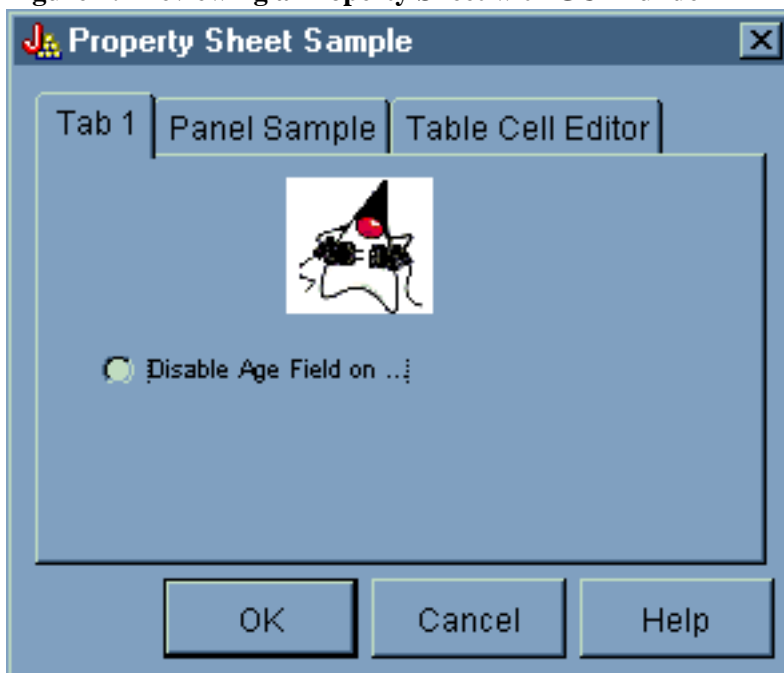 Property Sheet Sample
Tab 1
Panel Sample
Table Cell Editor
Disable Age Field on ...
OK
Cancel
Help